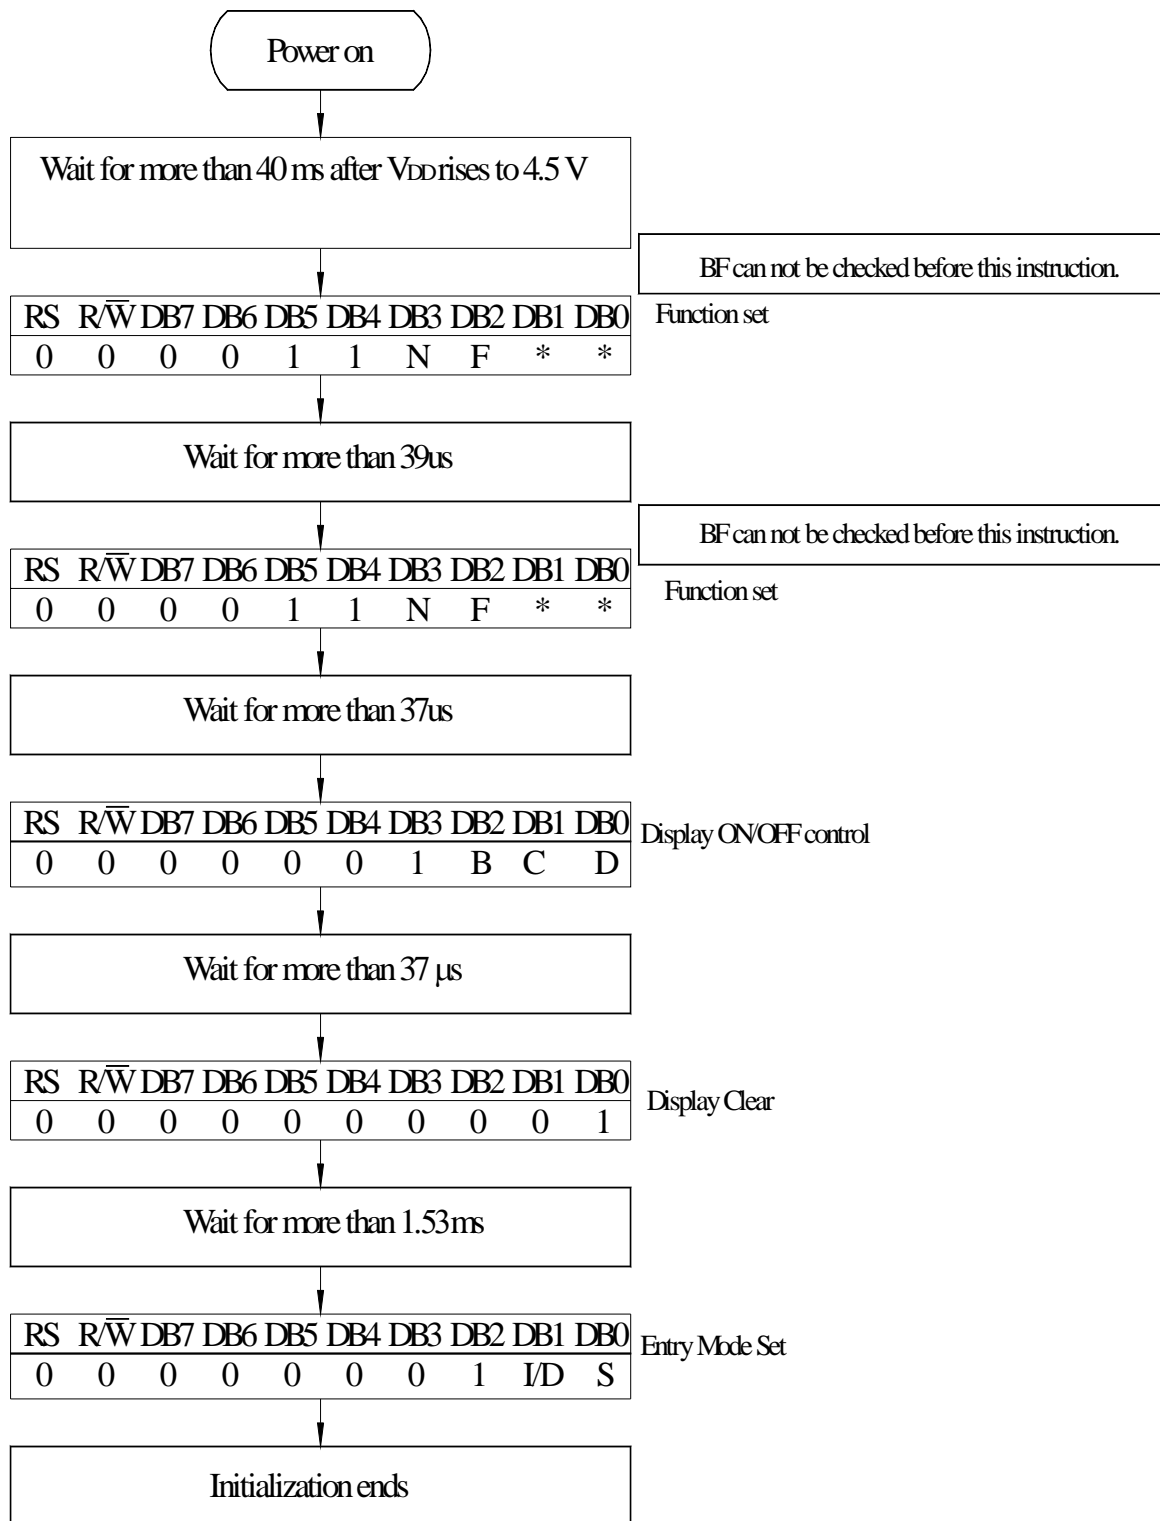 Power on
Wait for more than 40 ms after VDD rises to 4.5 V
BF can not be checked before this instruction.
RS R/W̅ DB7 DB6 DB5 DB4 DB3 DB2 DB1 DB0
Function set
0 0 0 0 1 1 N F * *
Wait for more than 39us
BF can not be checked before this instruction.
RS R/W̅ DB7 DB6 DB5 DB4 DB3 DB2 DB1 DB0
Function set
0 0 0 0 1 1 N F * *
Wait for more than 37us
RS R/W̅ DB7 DB6 DB5 DB4 DB3 DB2 DB1 DB0
Display ON/OFF control
0 0 0 0 0 0 1 B C D
Wait for more than 37 μs
RS R/W̅ DB7 DB6 DB5 DB4 DB3 DB2 DB1 DB0
Display Clear
0 0 0 0 0 0 0 0 0 1
Wait for more than 1.53ms
RS R/W̅ DB7 DB6 DB5 DB4 DB3 DB2 DB1 DB0
Entry Mode Set
0 0 0 0 0 0 0 1 I/D S
Initialization ends